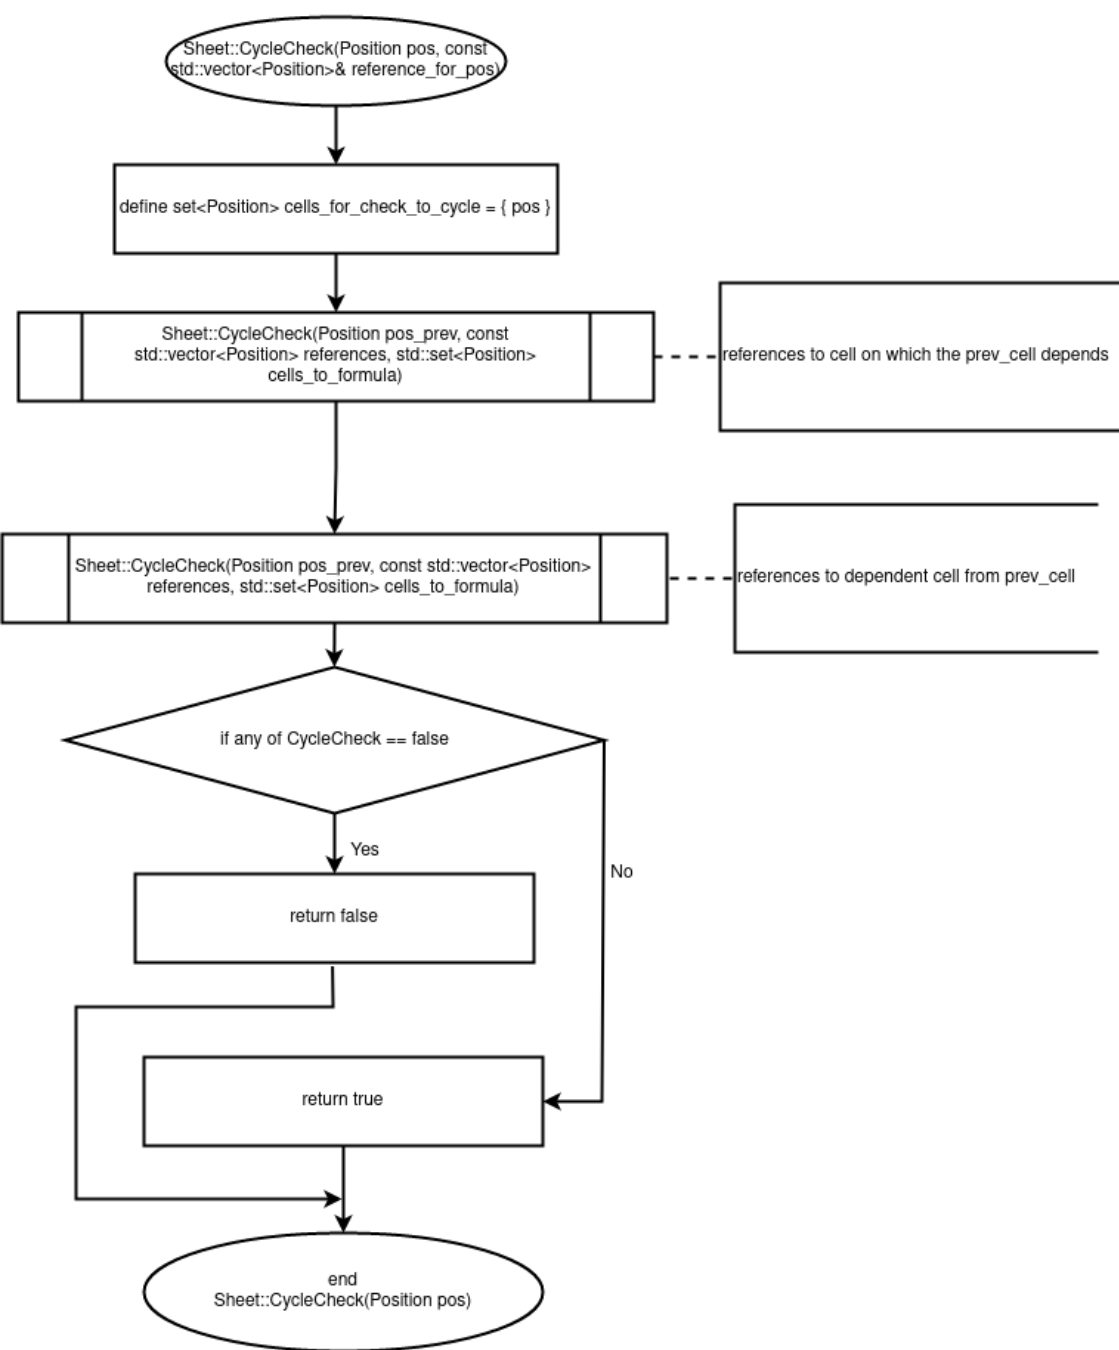 Sheet::CycleCheck(Position pos, const
std::vector<Position>& reference_for_pos)
define set<Position> cells_for_check_to_cycle = { pos }
Sheet::CycleCheck(Position pos_prev, const
std::vector<Position> references, std::set<Position>
cells_to_formula)
references to cell on which the prev_cell depends
Sheet::CycleCheck(Position pos_prev, const std::vector<Position>
references, std::set<Position> cells_to_formula)
references to dependent cell from prev_cell
if any of CycleCheck == false
Yes
No
return false
return true
end
Sheet::CycleCheck(Position pos)